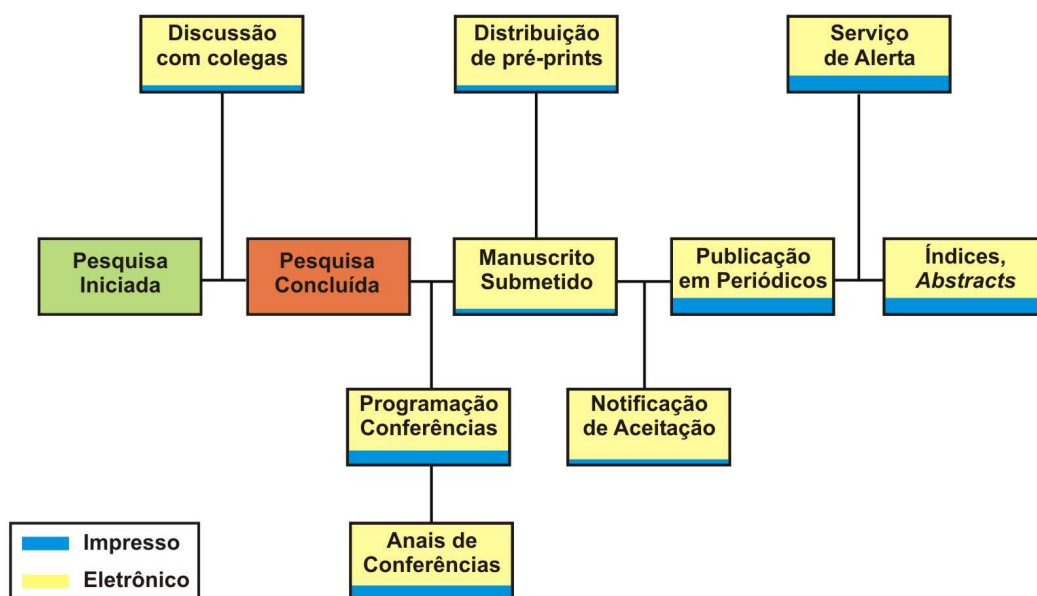 Discussão
com colegas
Distribuição
de pré-prints
Serviço
de Alerta
Pesquisa
Iniciada
Pesquisa
Concluída
Manuscrito
Submetido
Publicação
em Periódicos
Índices,
Abstracts
Programação
Conferências
Notificação
de Aceitação
Anais de
Conferências
Impresso
Eletrônico